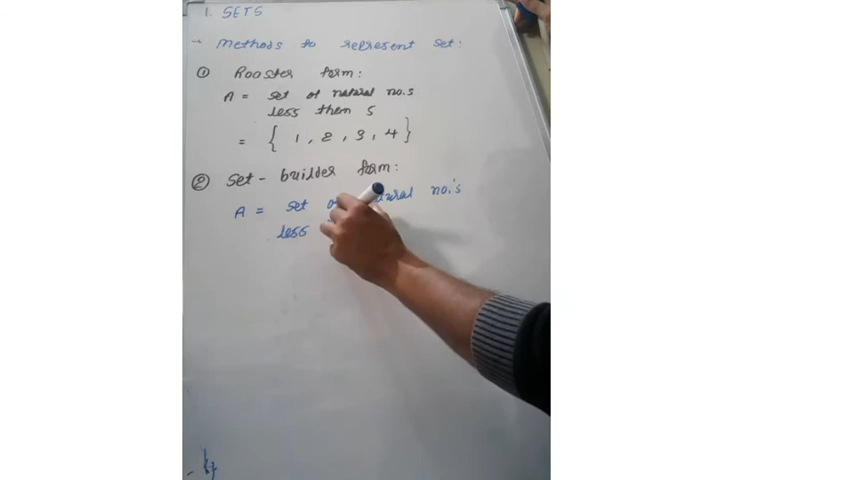 1. SETS
→ Methods to represent set:
① Rooster form:
A = set of natural no.s
less then 5
= { 1, 2, 3, 4 }
② Set-builder form:
A = set no.'s
less